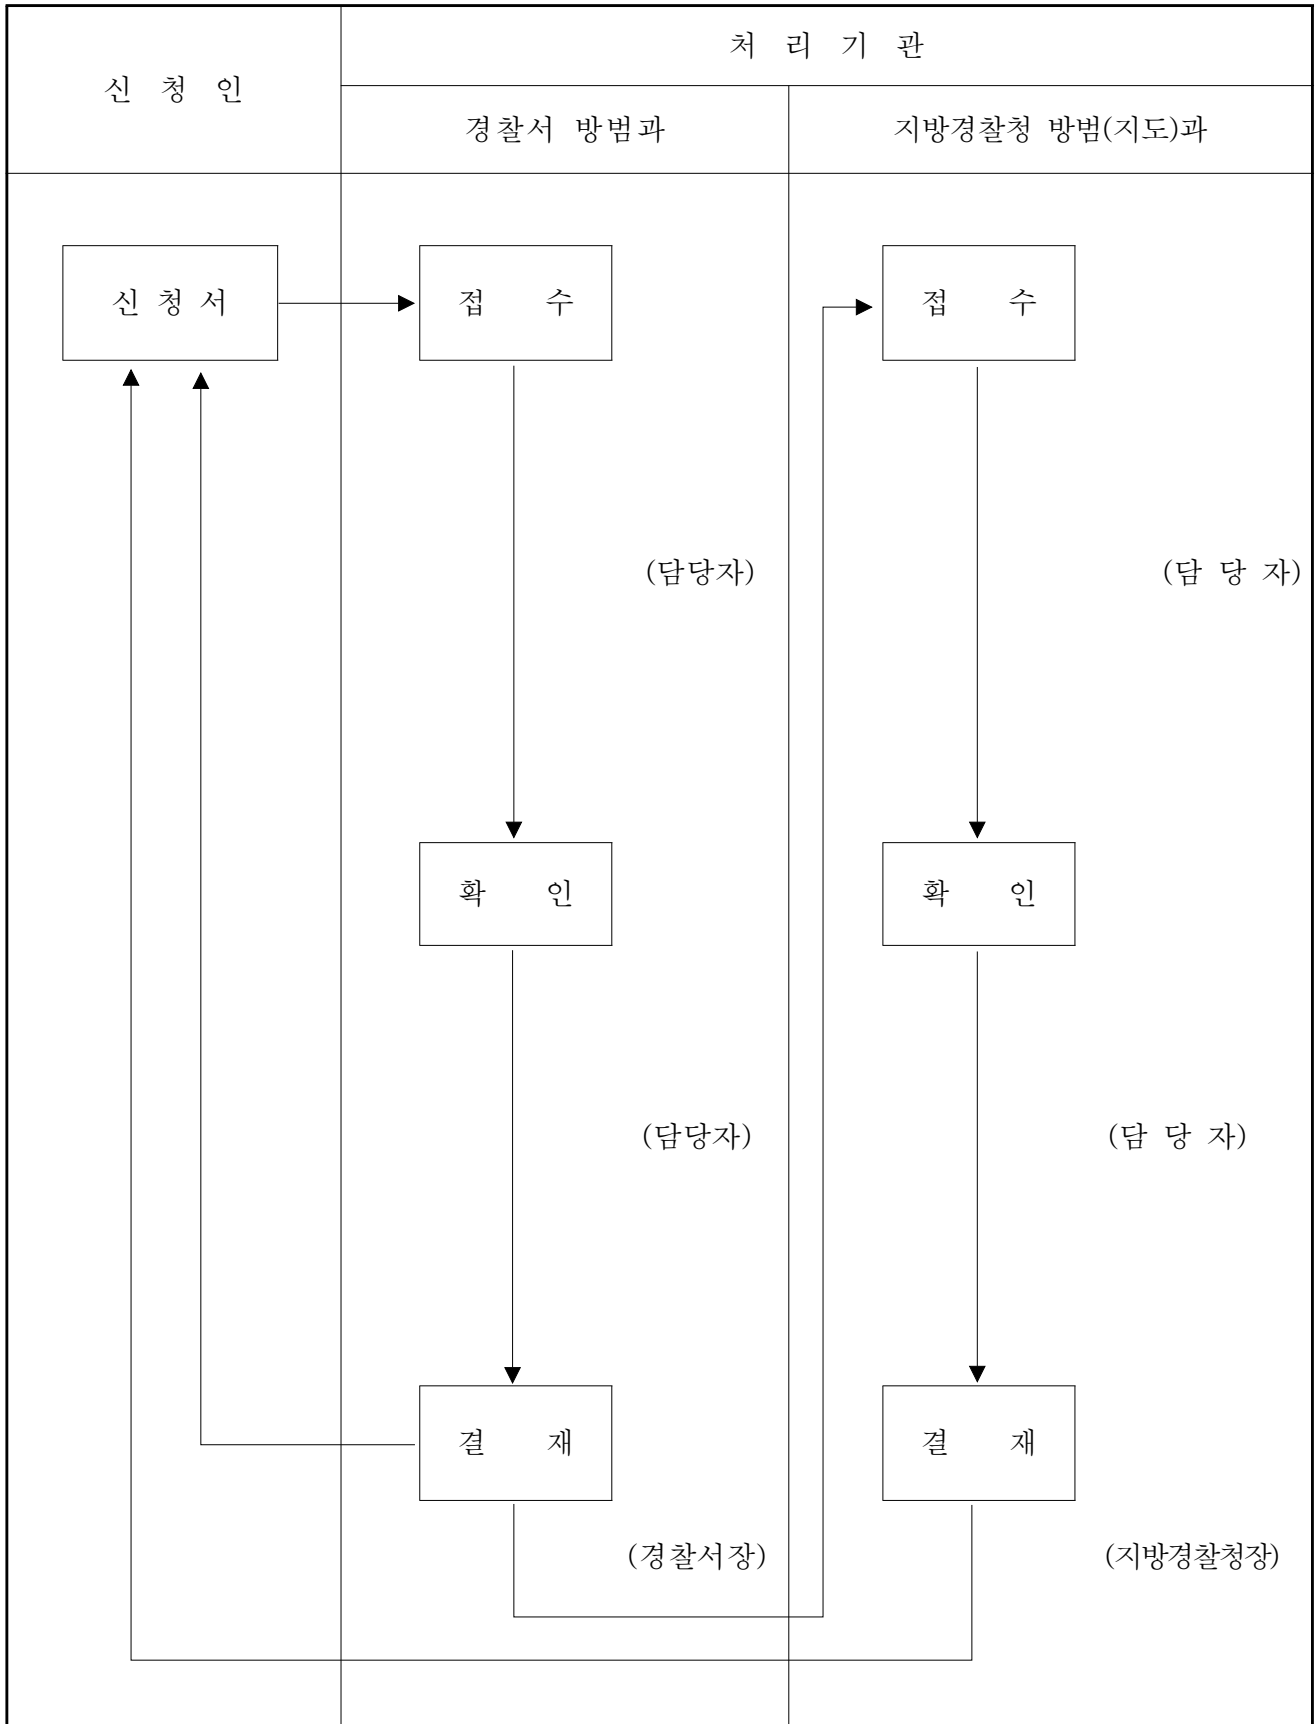 처 리 기 관
신 청 인
경찰서 방범과 지방경찰청 방범(지도)과
신 청 서 접 수 접 수
(담당자) (담 당 자)
확 인 확 인
(담당자) (담 당 자)
결 재 결 재
(경찰서장) (지방경찰청장)